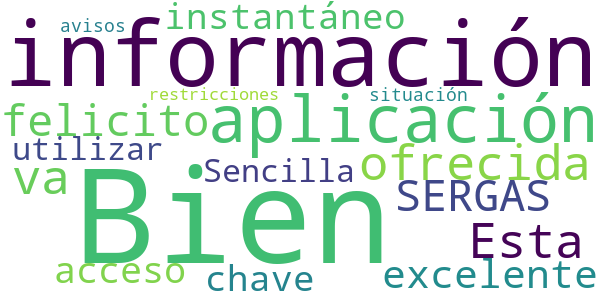 avisos instantáneo
información
restricciones situación
felicito aplicación
utilizar Sencilla ofrecida
va Bien SERGAS
Esta
acceso chave excelente